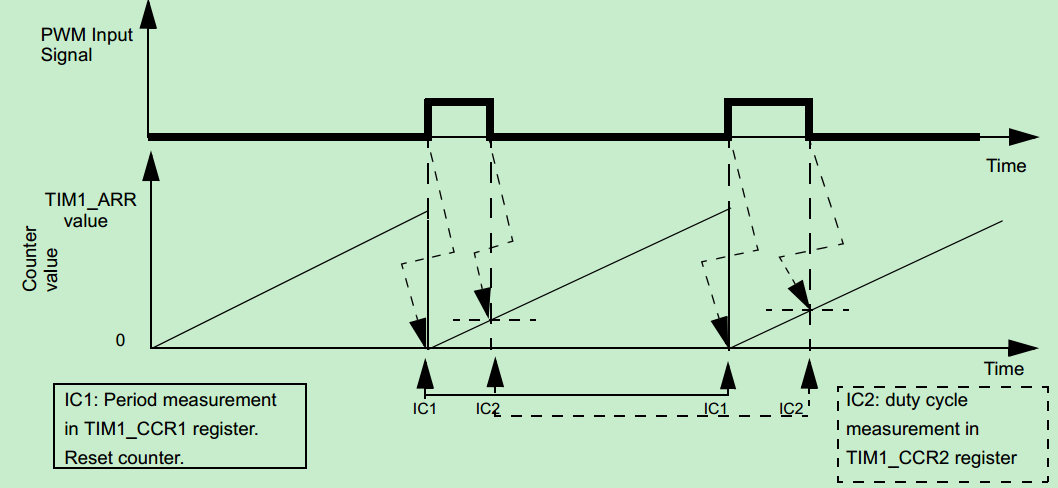 PWM Input
Signal
Time
TIM1_ARR
value
Counter
value
0
Time
IC1
IC2
IC1
IC2
IC1: Period measurement
in TIM1_CCR1 register.
Reset counter.
IC2: duty cycle
measurement in
TIM1_CCR2 register